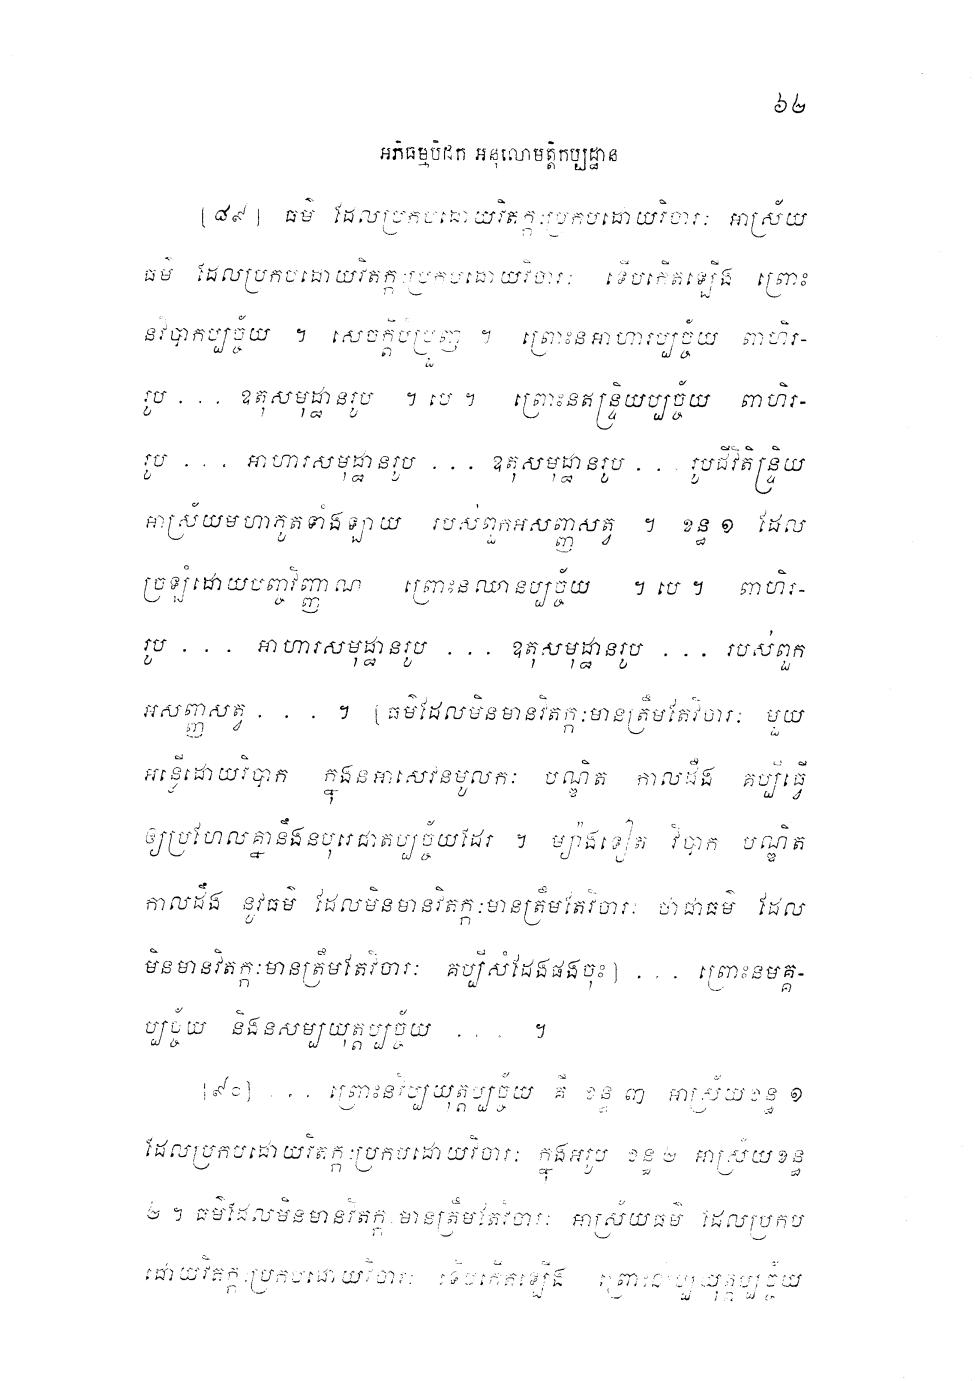 ៦២
អភិធម្មបិដក អនុលោមត្តិកប្បដ្ឋាន
[៨៩] ធម៌ ដែលប្រកបដោយវិតក្កៈប្រកបដោយវិចារៈ អាស្រ័យ
ធម៌ ដែលប្រកបដោយវិតក្កៈប្រកបដោយវិចារៈ ទើបកើតឡើង ព្រោះ
នវិបាកប្បច្ច័យ ។ សេចក្តីបំប្រួញ ។ ព្រោះនអាហារប្បច្ច័យ ពាហិរ-
រូប . . . ឧតុសមុដ្ឋានរូប ។ បេ ។ ព្រោះនឥន្ទ្រិយប្បច្ច័យ ពាហិរ-
រូប . . . អាហារសមុដ្ឋានរូប . . . ឧតុសមុដ្ឋានរូប . . . រូបជីវិតិន្ទ្រិយ
អាស្រ័យមហាភូតទាំងឡាយ របស់ពួកអសញ្ញសត្វ ។ ខន្ធ ១ ដែល
ច្រឡំដោយបញ្ចវិញ្ញាណ ព្រោះនឈានប្បច្ច័យ ។ បេ ។ ពាហិរ-
រូប . . . អាហារសមុដ្ឋានរូប . . . ឧតុសមុដ្ឋានរូប . . . របស់ពួក
អសញ្ញសត្វ . . . ។ [ធម៌ដែលមិនមានវិតក្កៈមានត្រឹមតែវិចារៈ មួយ
អន្លើដោយវិបាក ក្នុងនអាសេវនមូលកៈ បណ្ឌិត កាលដឹង គប្បីធ្វើ
ឲ្យប្រហែលគ្នានឹងនបុរេជាតប្បច្ច័យដែរ ។ ម្យ៉ាងទៀត វិបាក បណ្ឌិត
កាលដឹង នូវធម៌ ដែលមិនមានវិតក្កៈមានត្រឹមតែវិចារៈ ថាជាធម៌ ដែល
មិនមានវិតក្កៈមានត្រឹមតែវិចារៈ គប្បីសំដែងផងចុះ] . . . ព្រោះនមគ្គ-
ប្បច្ច័យ និងនសម្បយុត្តប្បច្ច័យ . . . ។
[៩០] . . . ព្រោះនវិប្បយុត្តប្បច្ច័យ គឺ ខន្ធ ៣ អាស្រ័យខន្ធ ១
ដែលប្រកបដោយវិតក្កៈប្រកបដោយវិចារៈ ក្នុងអរូប ខន្ធ ២ អាស្រ័យខន្ធ
២ ។ ធម៌ដែលមិនមានវិតក្កៈមានត្រឹមតែវិចារៈ អាស្រ័យធម៌ ដែលប្រកប
ដោយវិតក្កៈប្រកបដោយវិចារៈ ទើបកើតឡើង ព្រោះនវិប្បយុត្តប្បច្ច័យ